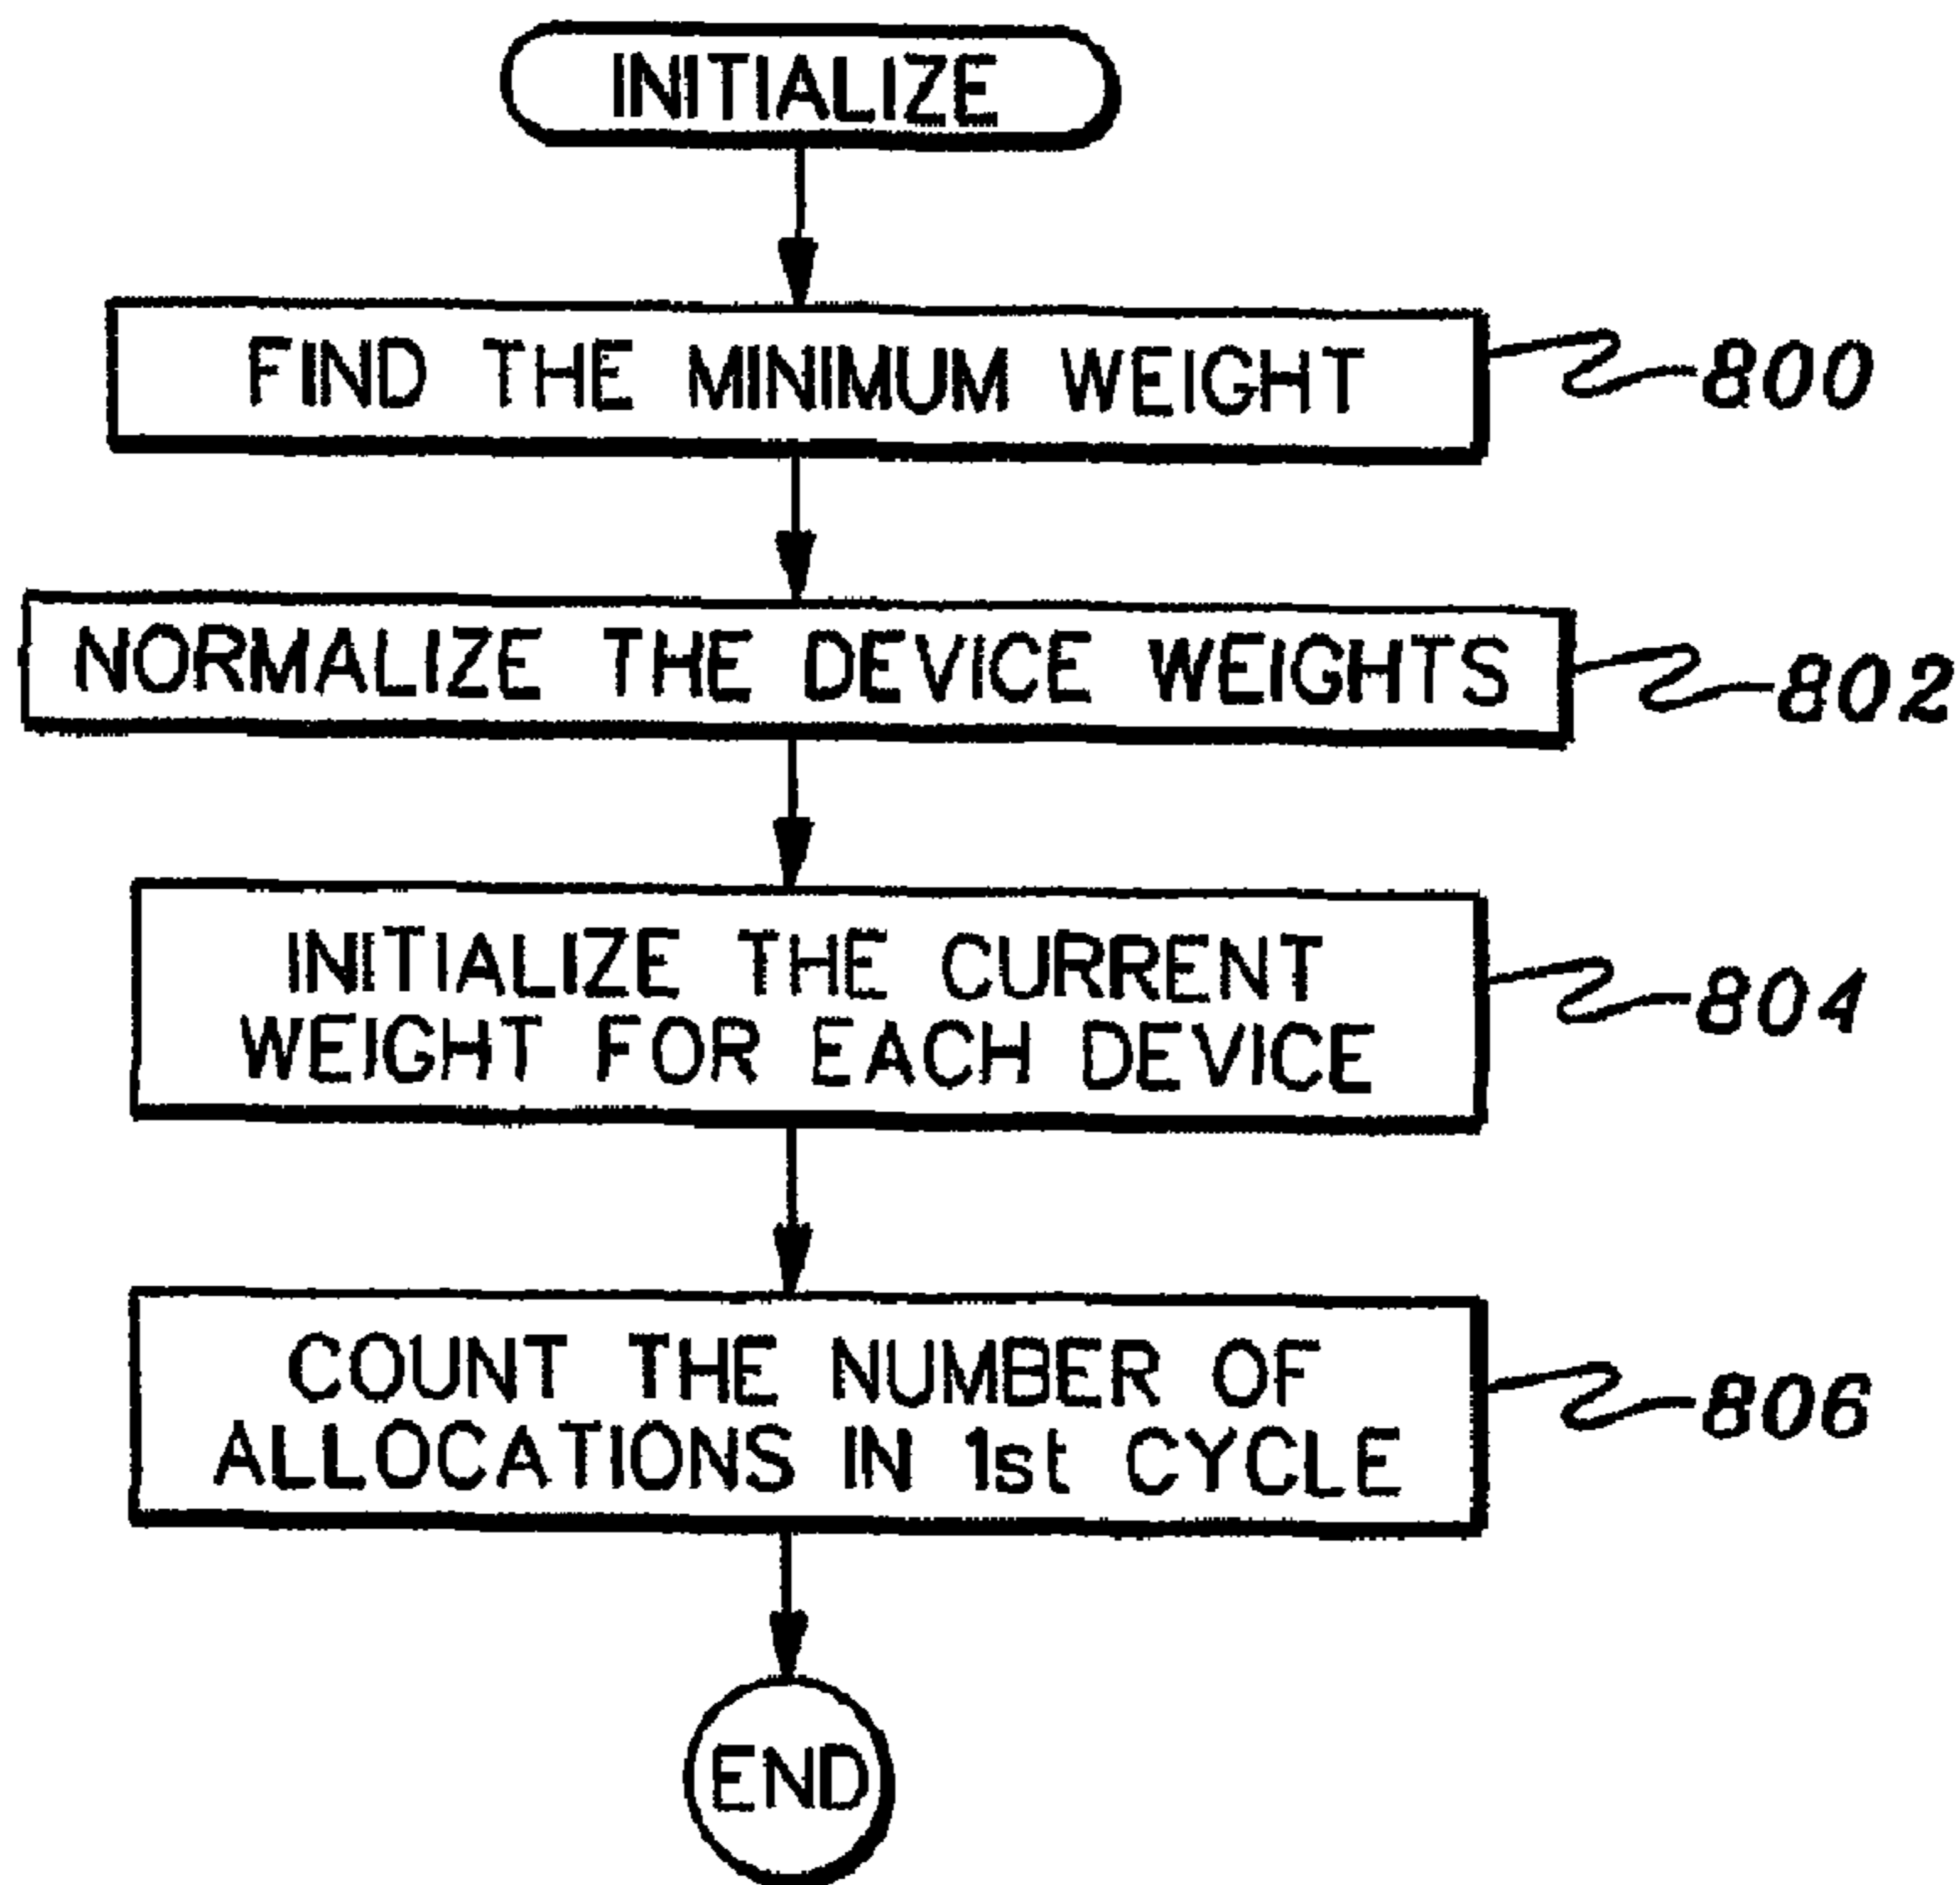 INITIALIZE
FIND THE MINIMUM WEIGHT
800
NORMALIZE THE DEVICE WEIGHTS
802
INITIALIZE THE CURRENT
WEIGHT FOR EACH DEVICE
804
COUNT THE NUMBER OF
ALLOCATIONS IN 1st CYCLE
806
END